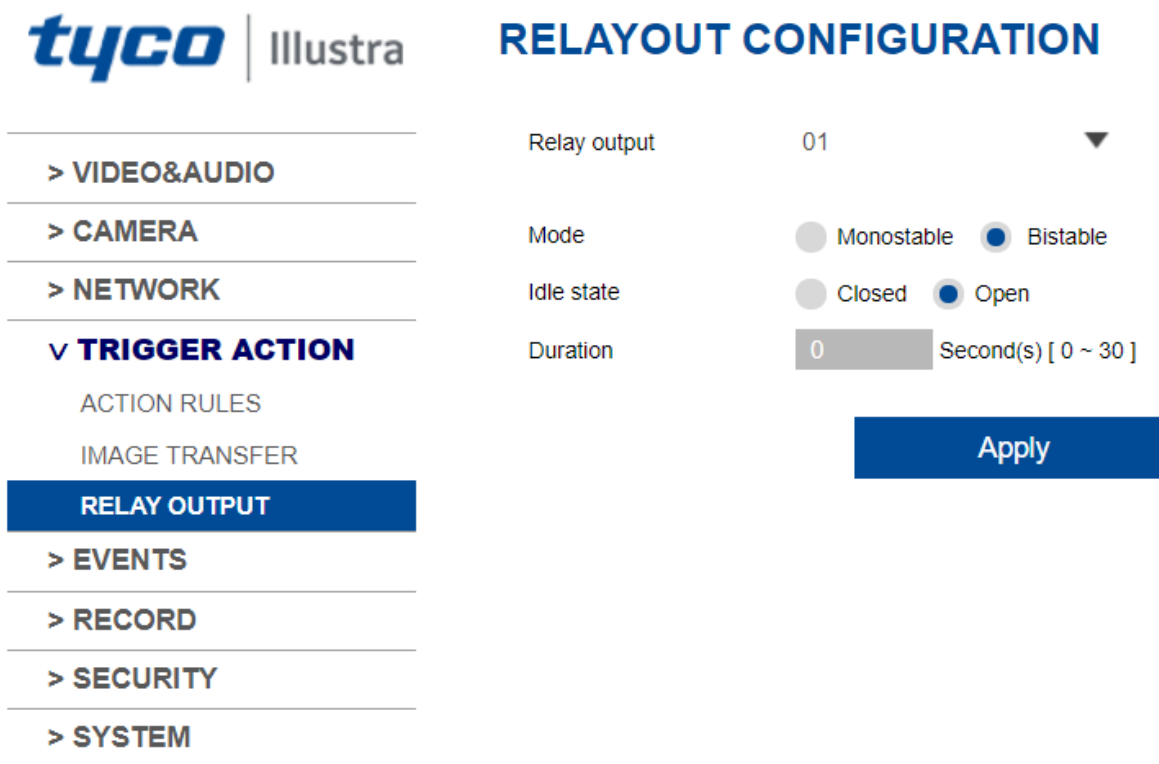 tyco | Illustra
RELAYOUT CONFIGURATION
> VIDEO&AUDIO
> CAMERA
> NETWORK
v TRIGGER ACTION
ACTION RULES
IMAGE TRANSFER
RELAY OUTPUT
> EVENTS
> RECORD
> SECURITY
> SYSTEM
Relay output 01
Mode Monostable Bistable
Idle state Closed Open
Duration 0 Second(s) [ 0 ~ 30 ]
Apply